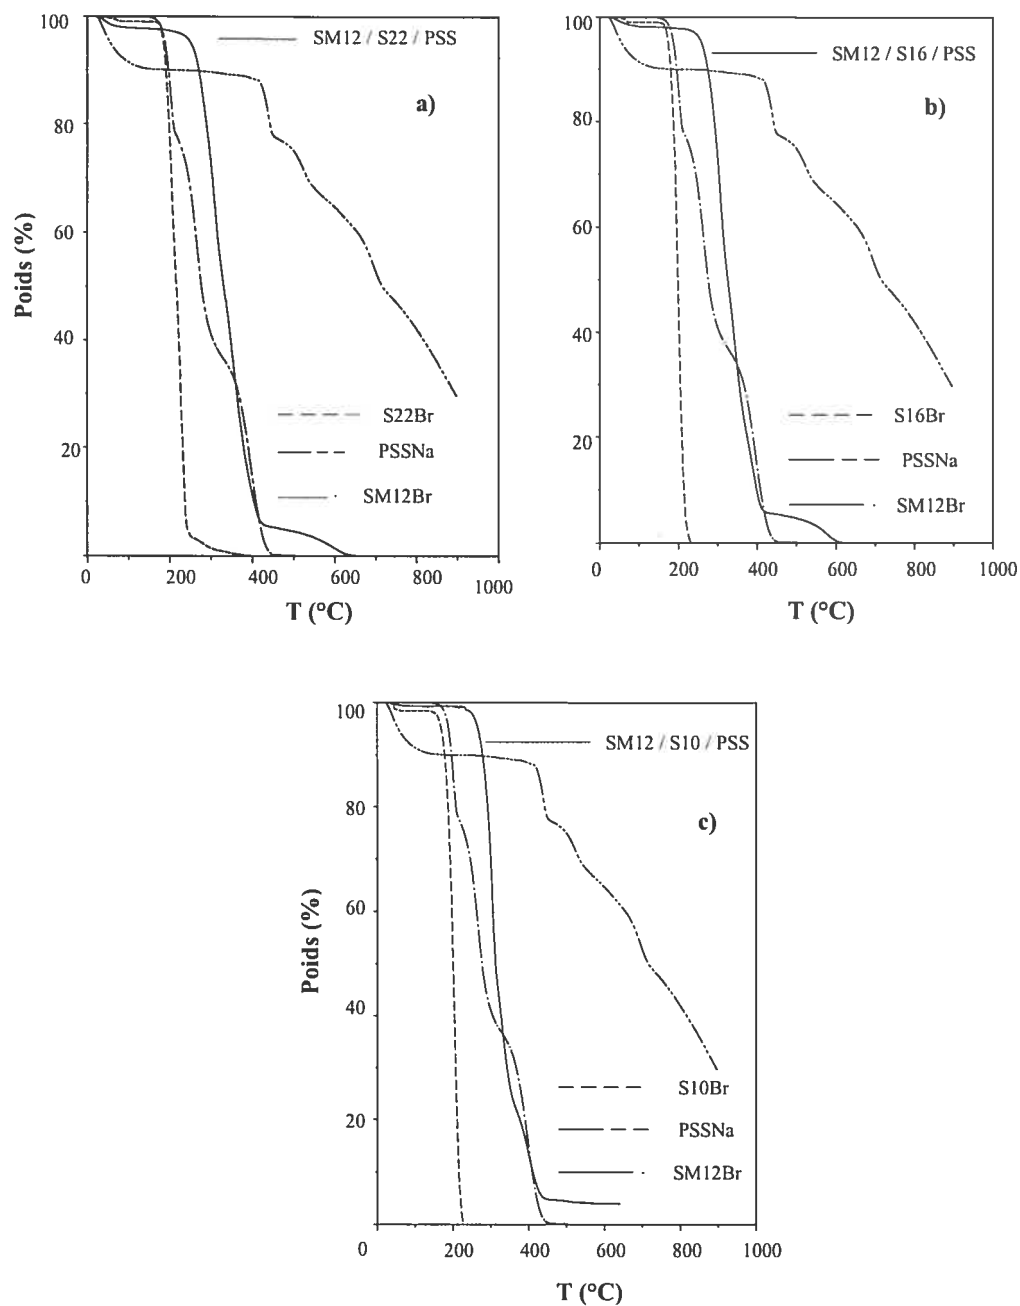 100
SM12 / S22 / PSS
a)
80
60
Poids (%)
40
S22Br
PSSNa
20
SM12Br
0
200
400
600
800
1000
T (°C)
100
SM12 / S16 / PSS
b)
80
60
40
S16Br
20
PSSNa
SM12Br
0
200
400
600
800
1000
T (°C)
100
SM12 / S10 / PSS
80
c)
60
Poids (%)
40
S10Br
20
PSSNa
SM12Br
0
200
400
600
800
1000
T (°C)